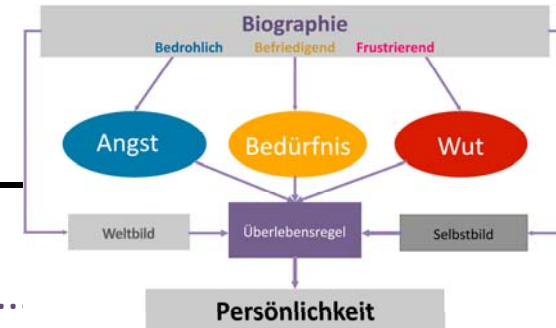 Biographie
Bedrohlich Befriedigend Frustrierend
Angst Bedürfnis Wut
Weltbild Überlebensregel Selbstbild
Persönlichkeit